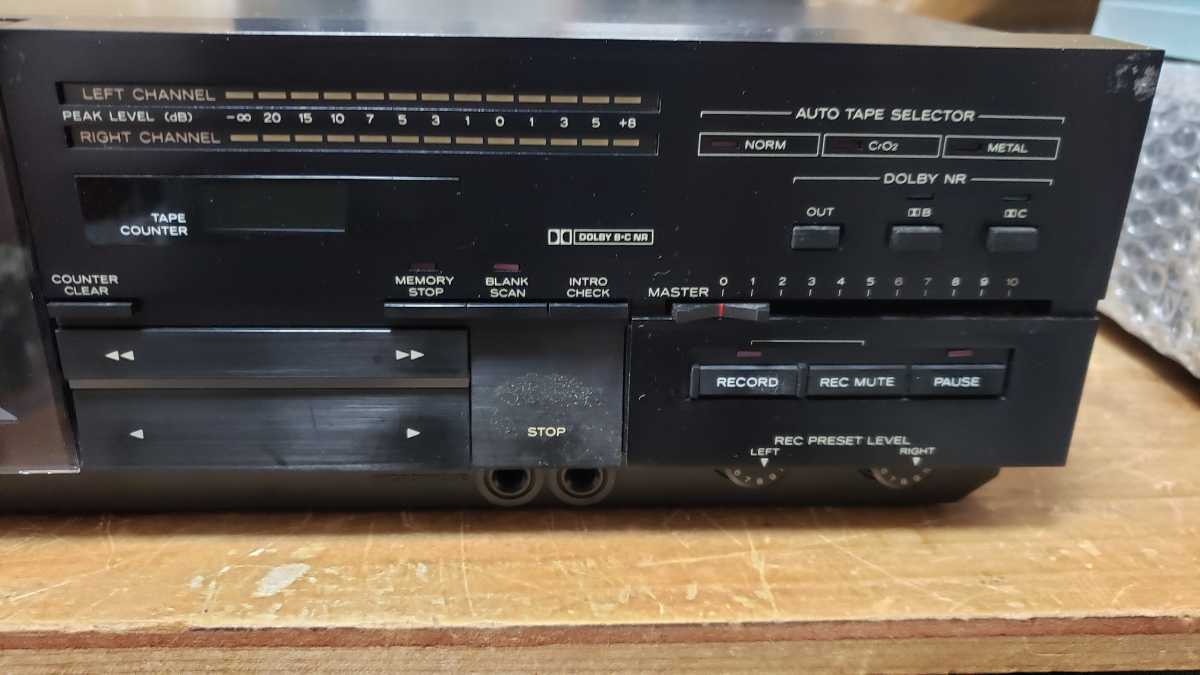 LEFT CHANNEL
PEAK LEVEL (dB) -∞ 20 15 10 7 5 3 1 0 1 3 5 +8
RIGHT CHANNEL
AUTO TAPE SELECTOR
NORM CrO2 METAL
DOLBY NR
OUT B C
TAPE
COUNTER
DOLBY B·C NR
COUNTER
CLEAR
MEMORY
STOP
BLANK
SCAN
INTRO
CHECK
MASTER 0 1 2 3 4 5 6 7 8 9 10
RECORD REC MUTE PAUSE
STOP
REC PRESET LEVEL
LEFT RIGHT